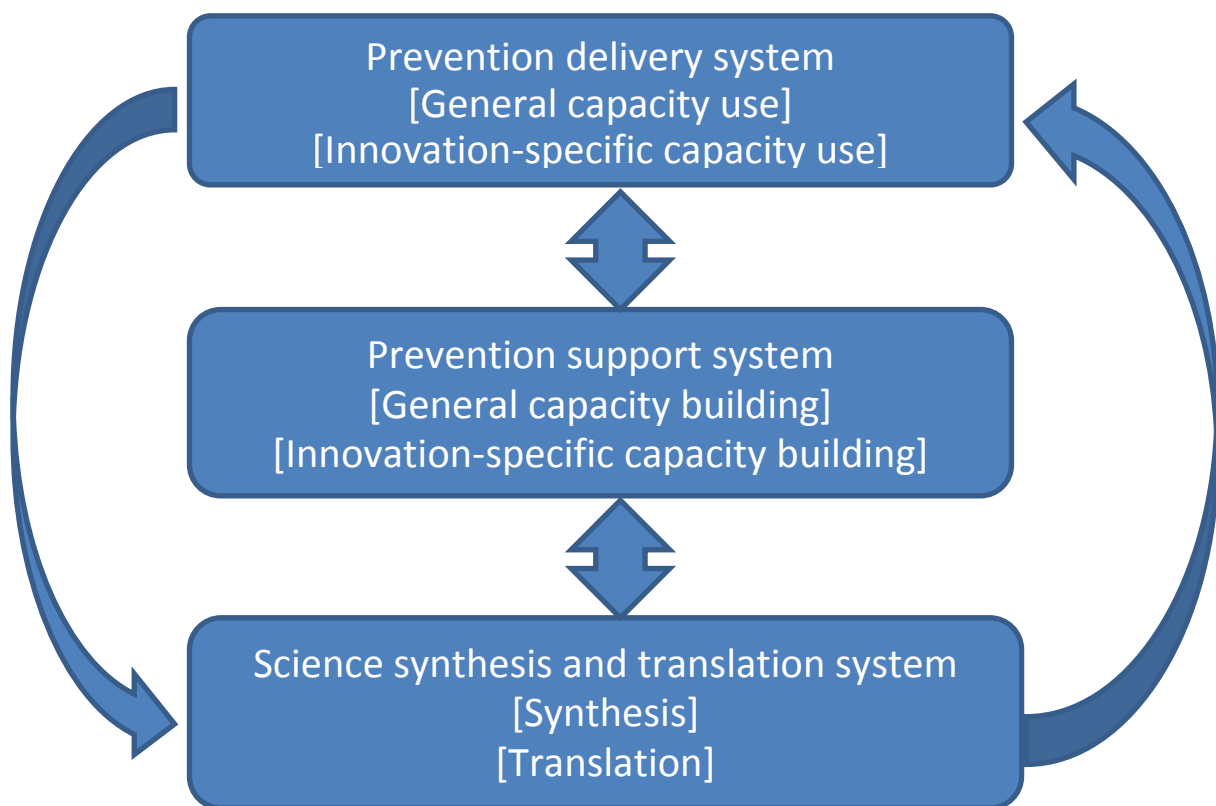 Prevention delivery system
[General capacity use]
[Innovation-specific capacity use]
Prevention support system
[General capacity building]
[Innovation-specific capacity building]
Science synthesis and translation system
[Synthesis]
[Translation]